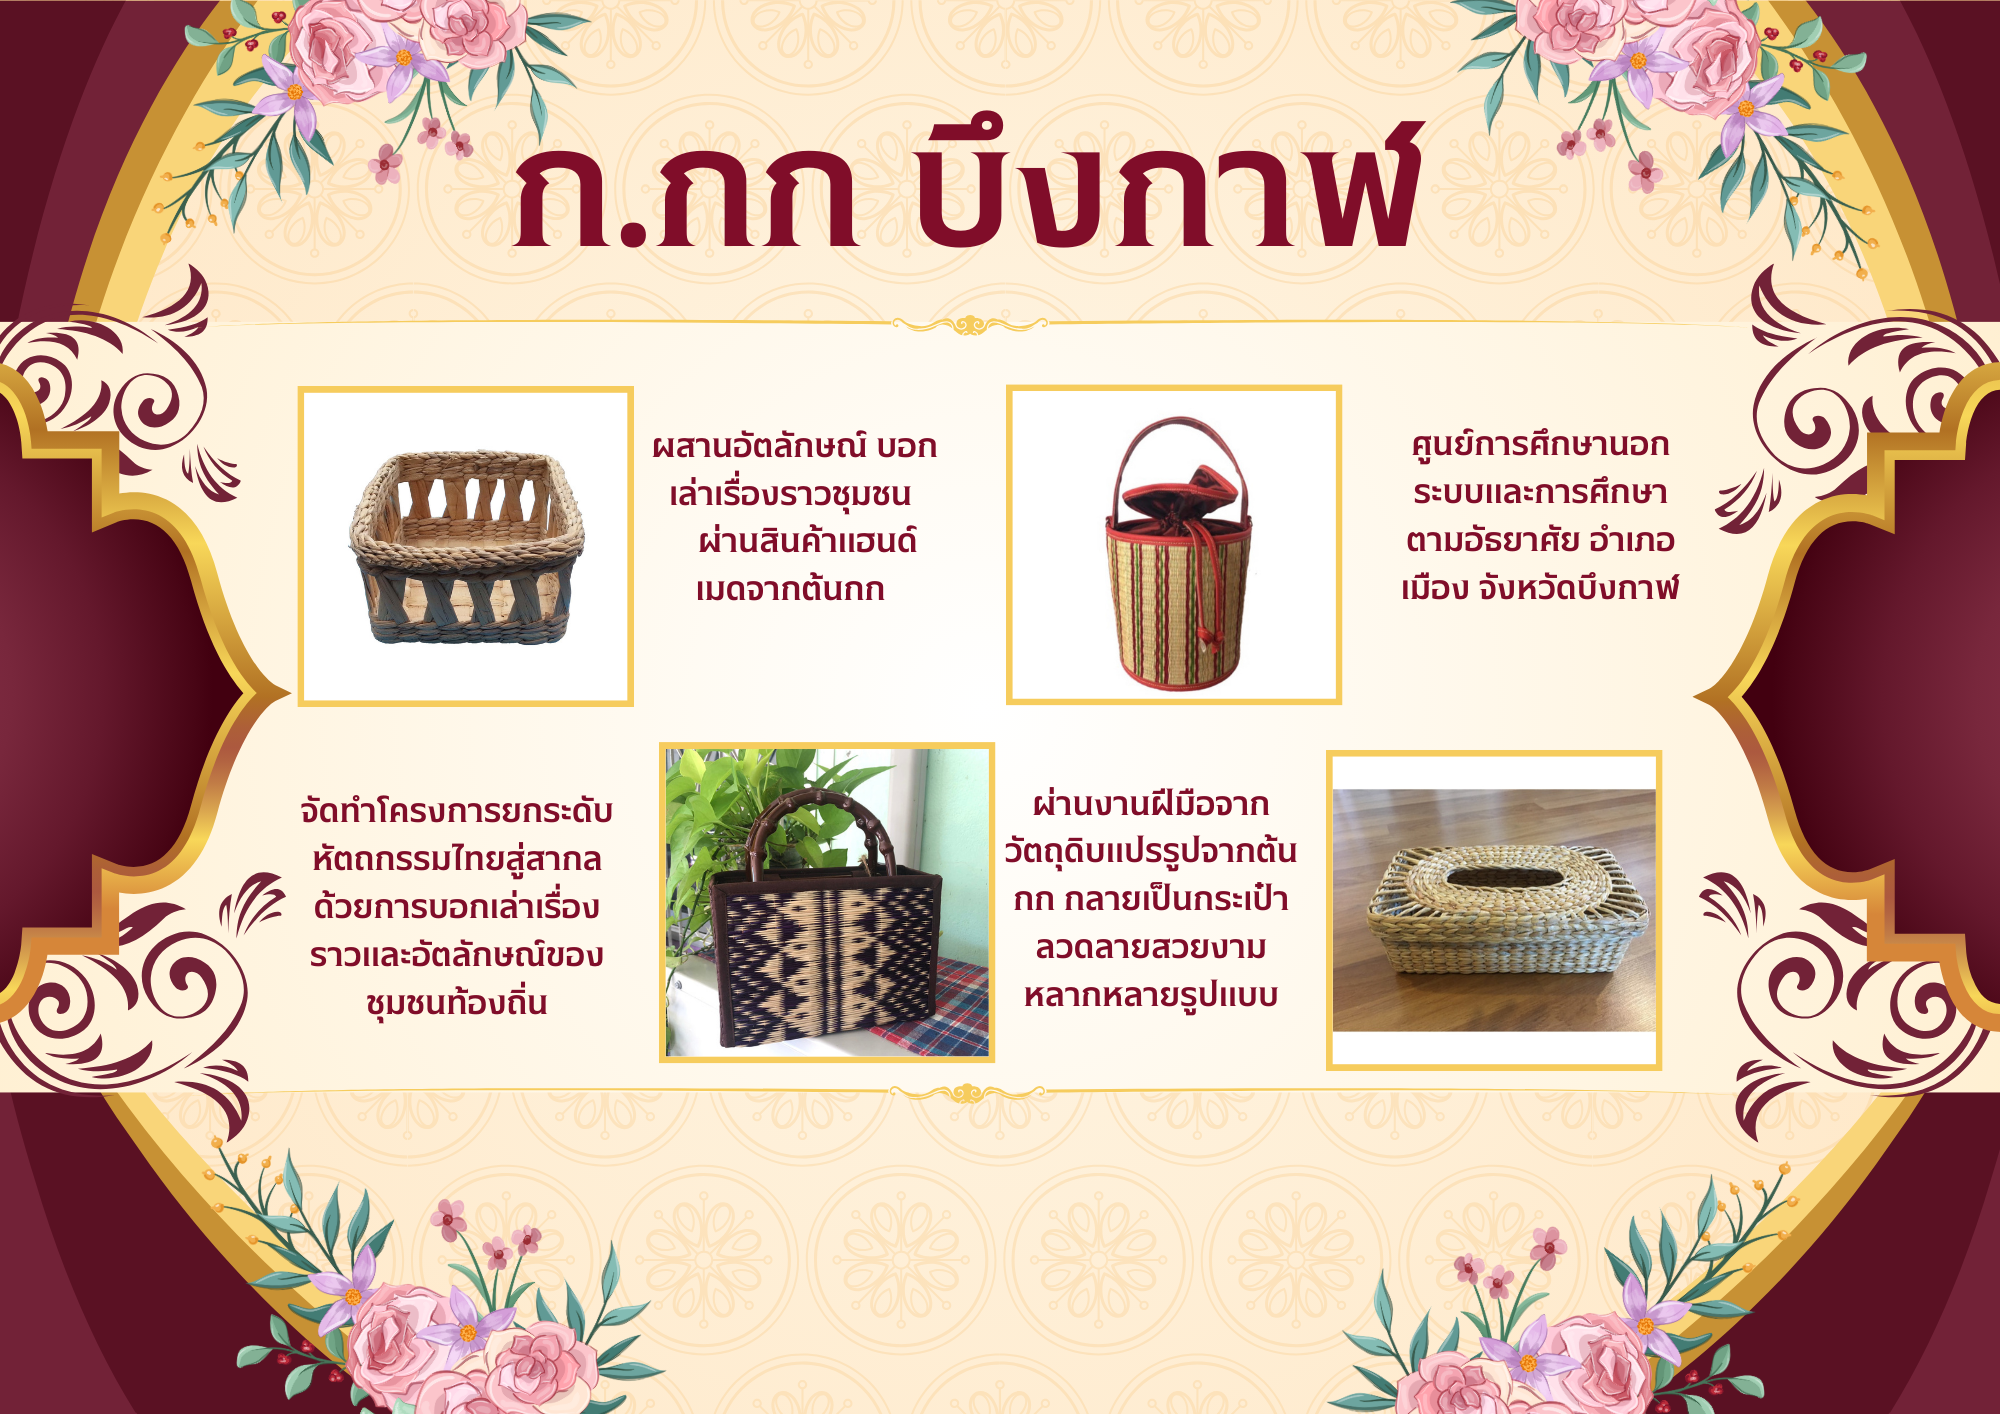 ก.กก บึงกาฬ
ผสานอัตลักษณ์ บอก
เล่าเรื่องราวชุมชน
ผ่านสินค้าแฮนด์
เมดจากต้นกก
ศูนย์การศึกษานอก
ระบบและการศึกษา
ตามอัธยาศัย อำเภอ
เมือง จังหวัดบึงกาฬ
จัดทำโครงการยกระดับ
หัตถกรรมไทยสู่สากล
ด้วยการบอกเล่าเรื่อง
ราวและอัตลักษณ์ของ
ชุมชนท้องถิ่น
ผ่านงานฝีมือจาก
วัตถุดิบแปรรูปจากต้น
กก กลายเป็นกระเป๋า
ลวดลายสวยงาม
หลากหลายรูปแบบ